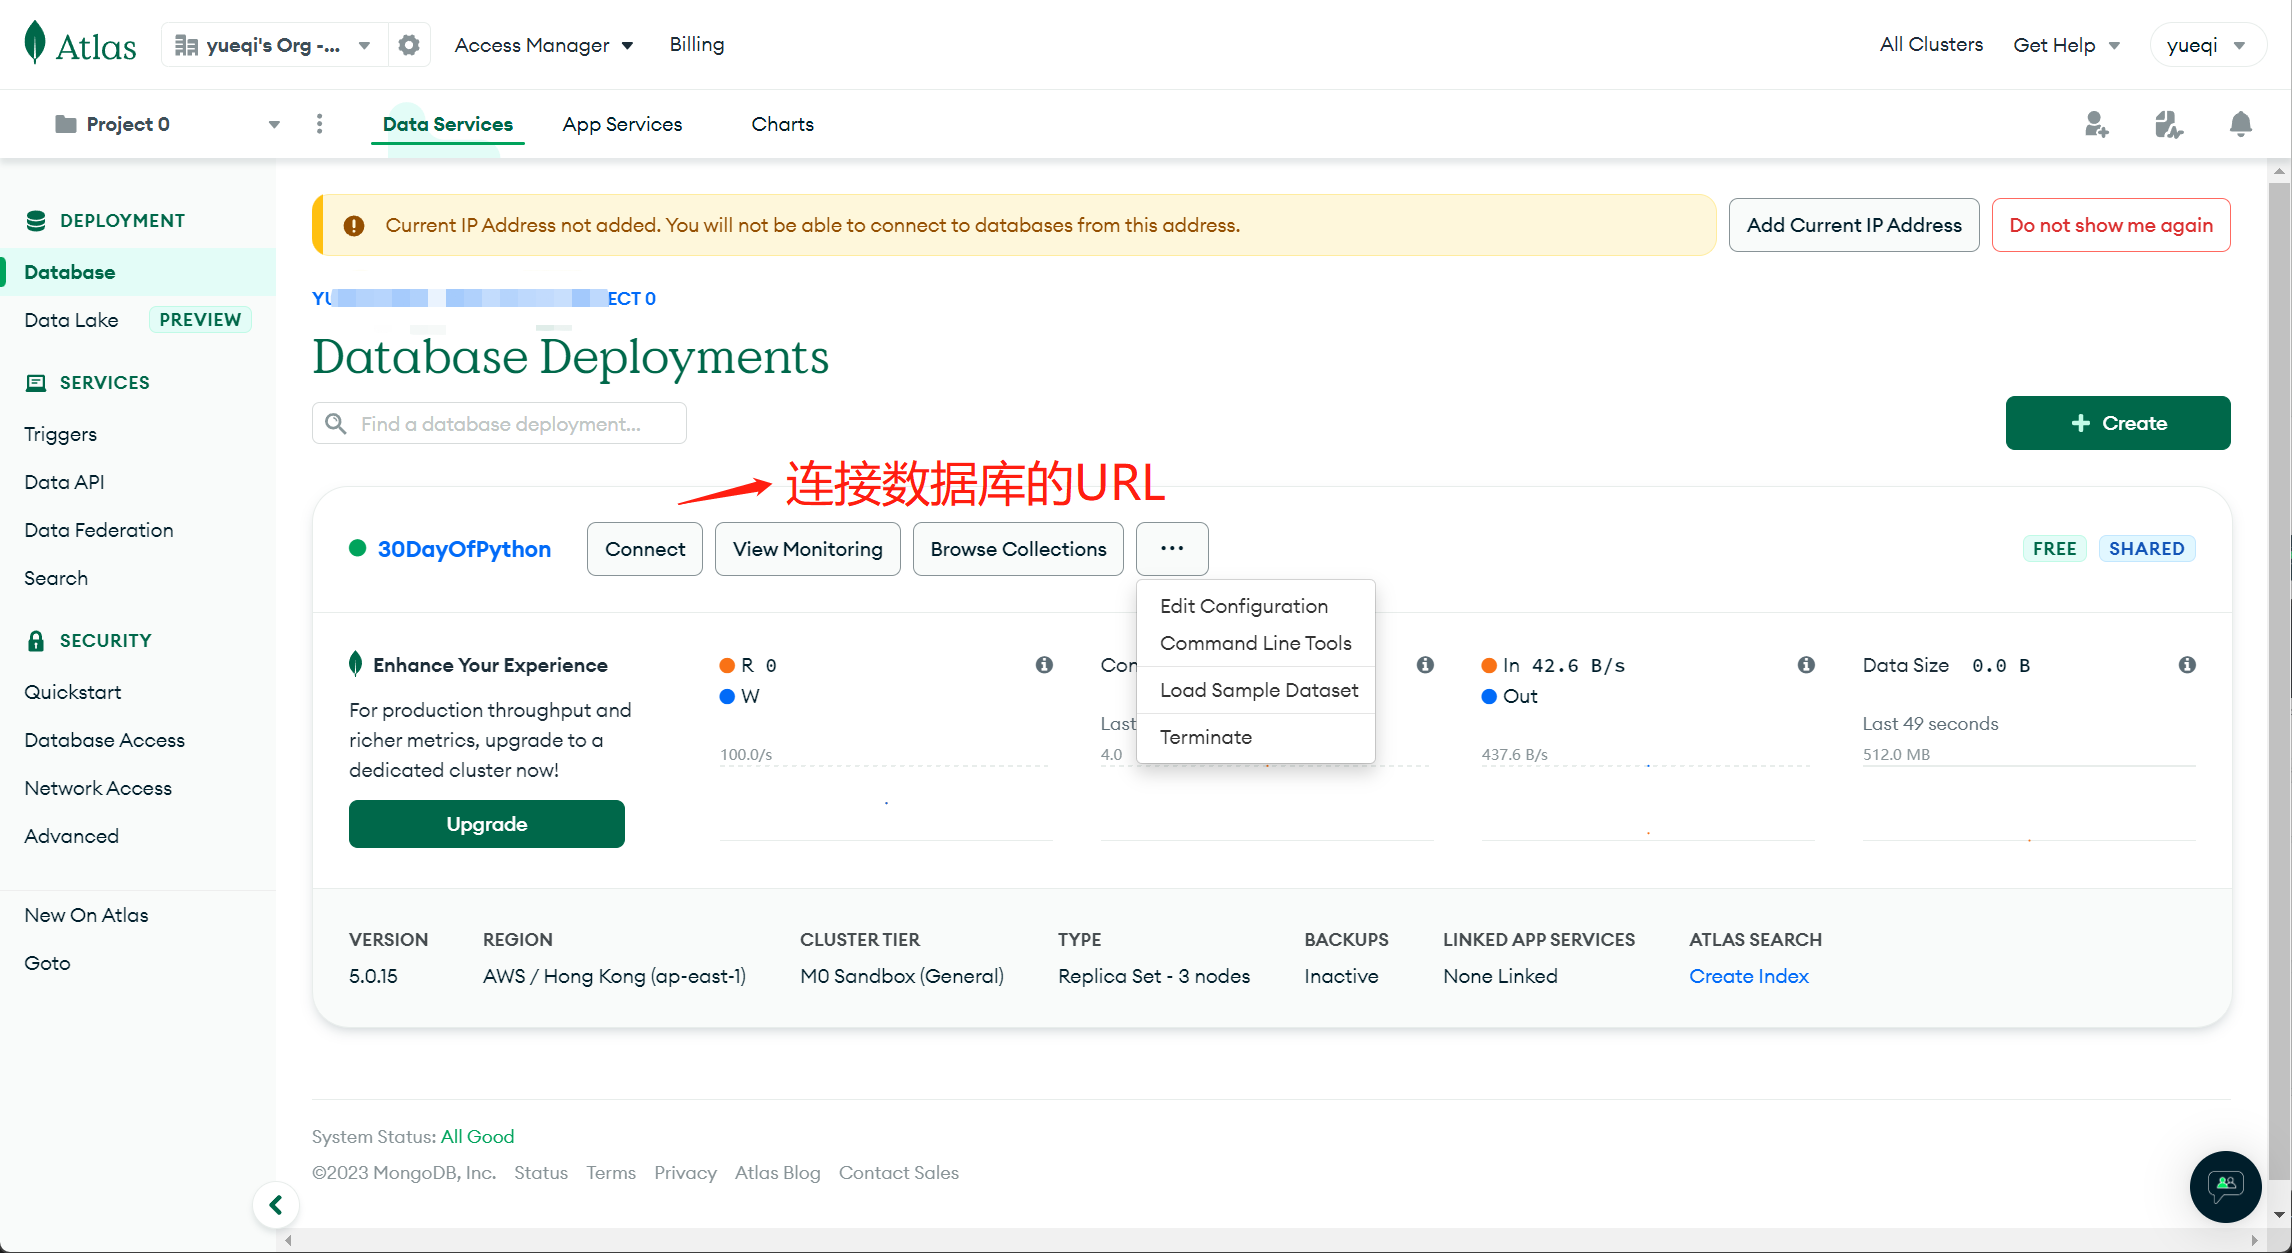 Atlas
yueqi's Org -...
Access Manager
Billing
All Clusters
Get Help
yueqi
Project 0
Data Services
App Services
Charts
DEPLOYMENT
Database
Data Lake PREVIEW
SERVICES
Triggers
Data API
Data Federation
Search
SECURITY
Quickstart
Database Access
Network Access
Advanced
New On Atlas
Goto
Current IP Address not added. You will not be able to connect to databases from this address.
Add Current IP Address
Do not show me again
ECT 0
Database Deployments
Find a database deployment...
+ Create
连接数据库的URL
30DayOfPython
Connect
View Monitoring
Browse Collections
...
FREE
SHARED
Edit Configuration
Command Line Tools
Load Sample Dataset
Terminate
Enhance Your Experience
For production throughput and
richer metrics, upgrade to a
dedicated cluster now!
Upgrade
R 0
W
100.0/s
Con
Last
4.0
In 42.6 B/s
Out
437.6 B/s
Data Size 0.0 B
Last 49 seconds
512.0 MB
VERSION
5.0.15
REGION
AWS / Hong Kong (ap-east-1)
CLUSTER TIER
M0 Sandbox (General)
TYPE
Replica Set - 3 nodes
BACKUPS
Inactive
LINKED APP SERVICES
None Linked
ATLAS SEARCH
Create Index
System Status: All Good
©2023 MongoDB, Inc. Status Terms Privacy Atlas Blog Contact Sales